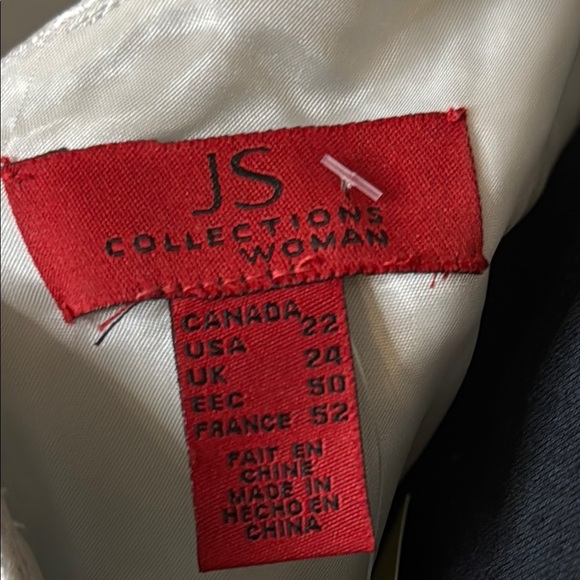 JS
COLLECTIONS
WOMAN
CANADA 22
USA
UK 24
EEC 50
FRANCE 52
FAIT EN
CHINE
MADE IN
HECHO EN
CHINA